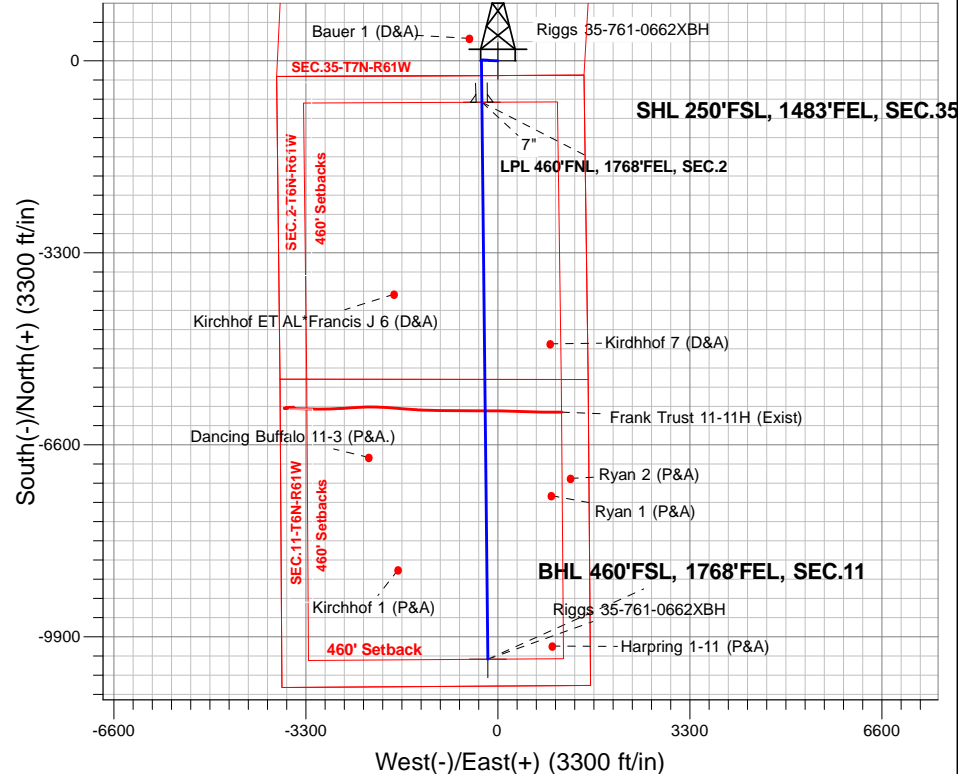 Bauer 1 (D&A)
Riggs 35-761-0662XBH
0
SEC.35-T7N-R61W
SHL 250'FSL, 1483'FEL, SEC.35
7"
LPL 460'FNL, 1768'FEL, SEC.2
SEC.2-T6N-R61W
460' Setbacks
-3300
Kirchhof ET AL*Francis J 6 (D&A)
Kirdhhof 7 (D&A)
Frank Trust 11-11H (Exist)
Dancing Buffalo 11-3 (P&A.)
-6600
Ryan 2 (P&A)
Ryan 1 (P&A)
SEC.11-T6N-R61W
460' Setbacks
BHL 460'FSL, 1768'FEL, SEC.11
Kirchhof 1 (P&A)
Riggs 35-761-0662XBH
-9900
460' Setback
Harpring 1-11 (P&A)
South(-)/North(+) (3300 ft/in)
-6600
-3300
0
3300
6600
West(-)/East(+) (3300 ft/in)